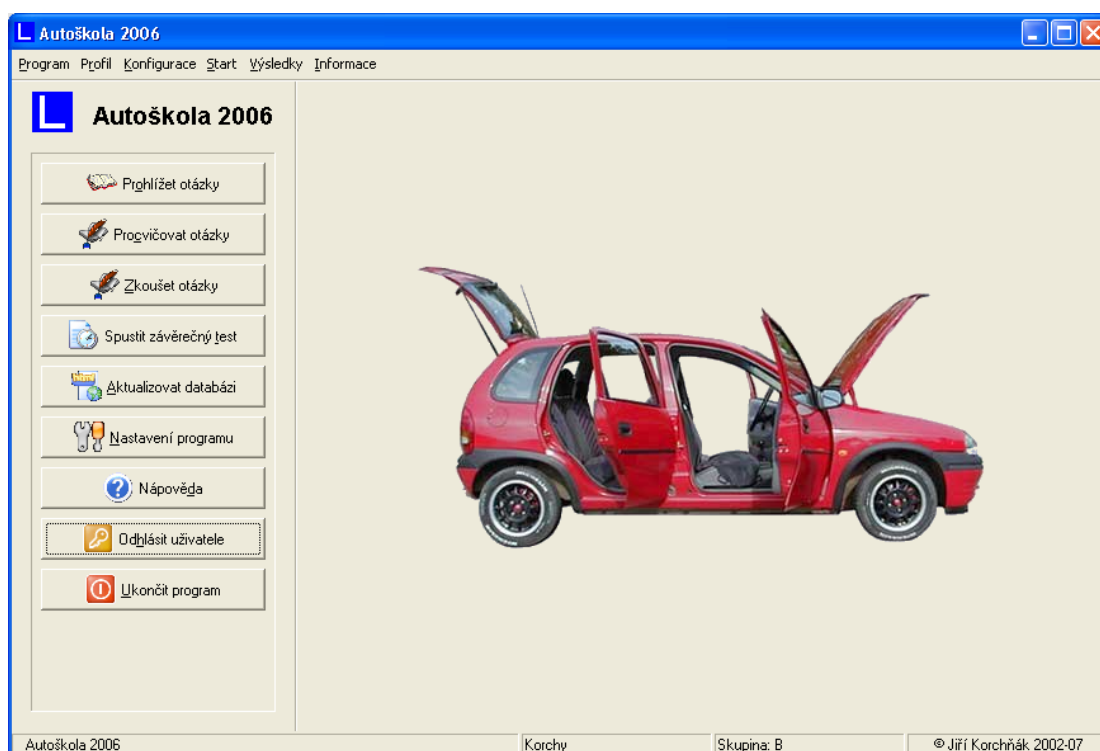 L Autoškola 2006
Program Profil Konfigurace Start Výsledky Informace
L Autoškola 2006
Prohlížet otázky
Procvičovat otázky
Zkoušet otázky
Spustit závěrečný test
Aktualizovat databázi
Nastavení programu
Nápověda
Odhlásit uživatele
Ukončit program
Autoškola 2006 Korchy Skupina: B © Jiří Korchňák 2002-07